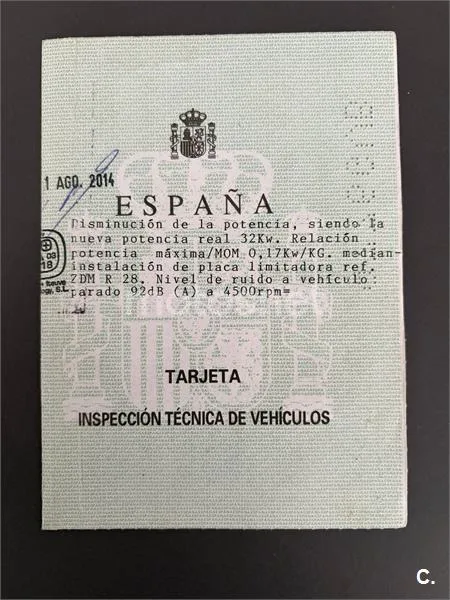 1 AGO. 2014
ESPAÑA
Disminución de la potencia, siendo la
nueva potencia real 32Kw. Relación
potencia máxima/MOM 0,17Kw/KG. median-
instalación de placa limitadora ref.
ZDM R 28, Nivel de ruido a vehículo
parado 92dB (A) a 4500rpm=
TARJETA
INSPECCIÓN TÉCNICA DE VEHÍCULOS
C.